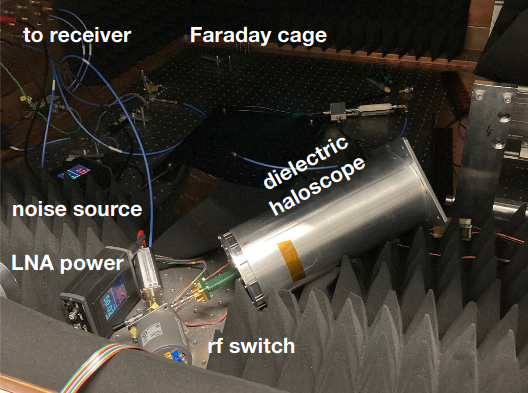 to receiver
Faraday cage
dielectric
haloscope
noise source
LNA power
rf switch